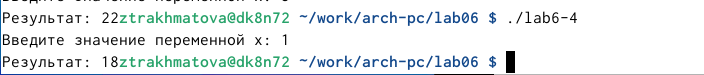 Результат: 22ztrakhmatova@dk8n72 ~/work/arch-pc/lab06 $ ./lab6-4
Введите значение переменной x: 1
Результат: 18ztrakhmatova@dk8n72 ~/work/arch-pc/lab06 $